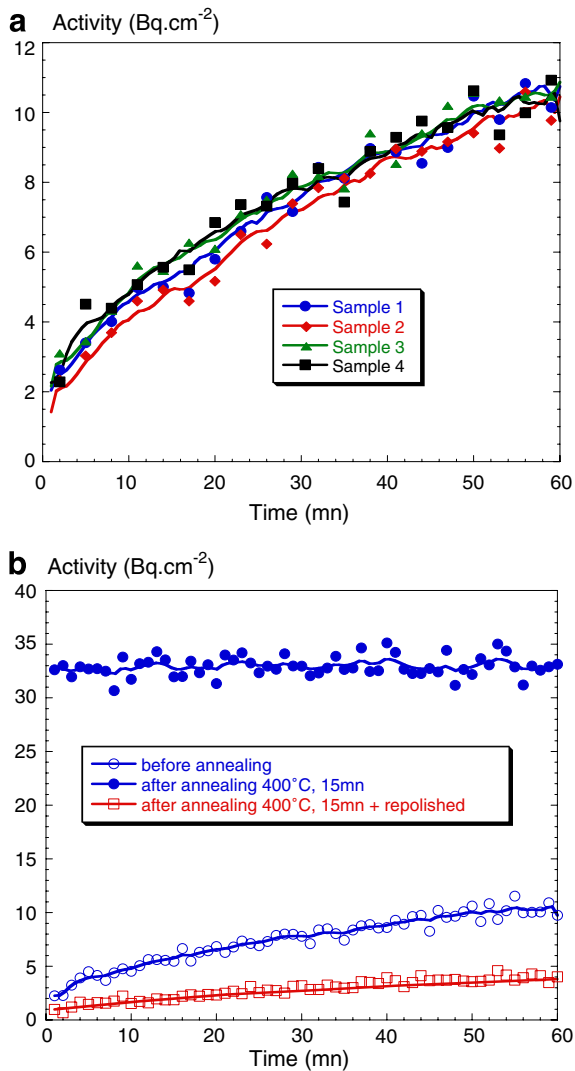 a Activity (Bq.cm-2)
12
10
8
6
4
2
0
Sample 1
Sample 2
Sample 3
Sample 4
0 10 20 30 40 50 60
Time (mn)
b Activity (Bq.cm-2)
40
35
30
25
20
15
10
5
0
before annealing
after annealing 400°C, 15mn
after annealing 400°C, 15mn + repolished
0 10 20 30 40 50 60
Time (mn)